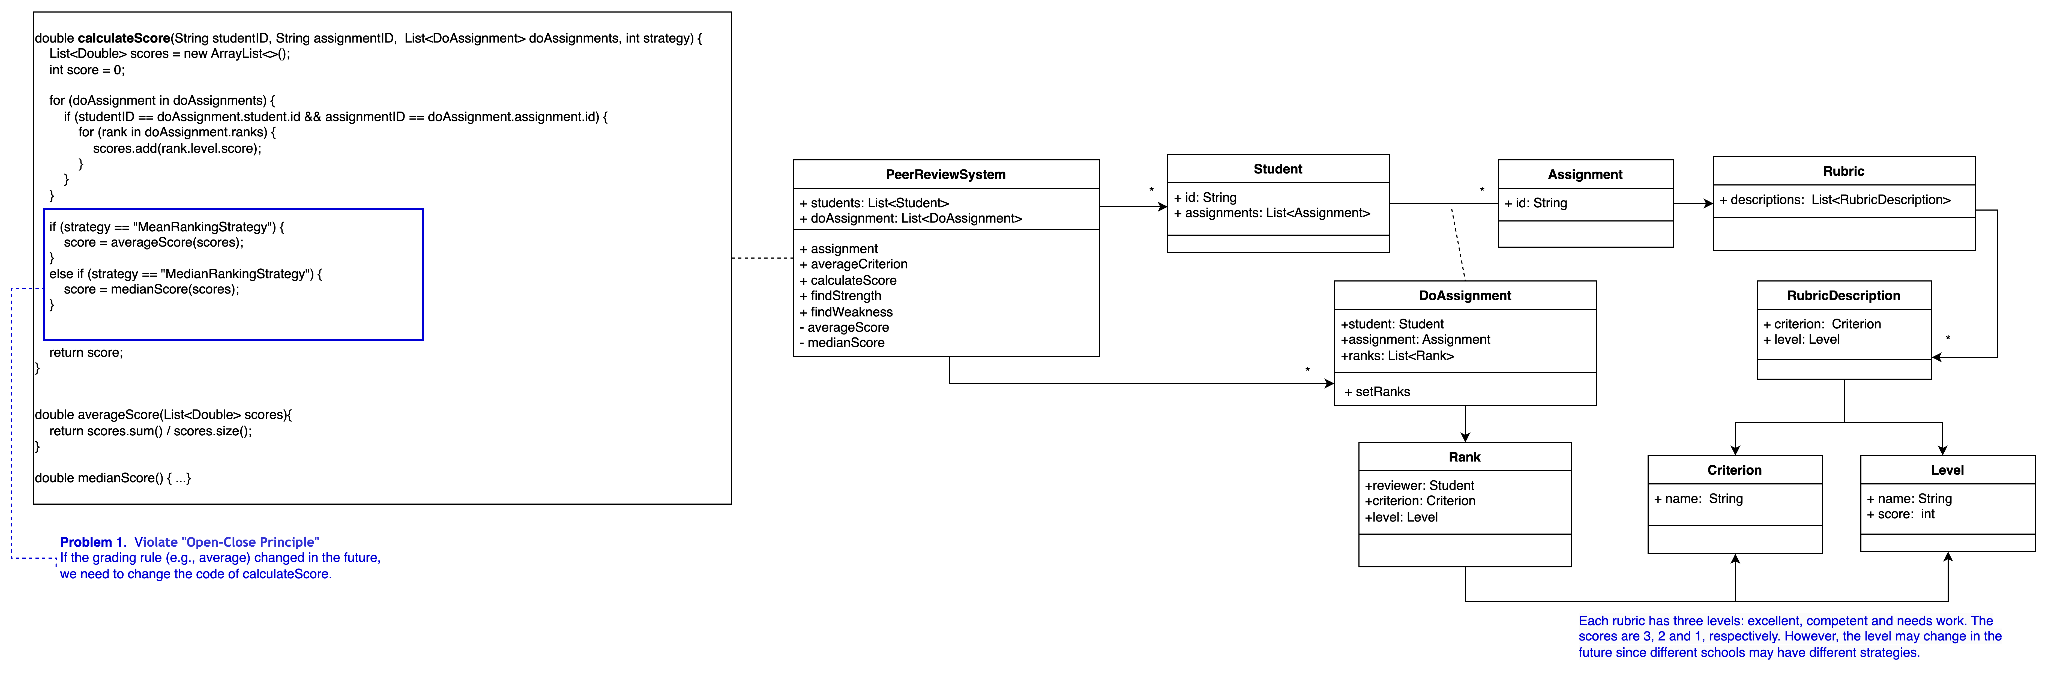 double calculateScore(String studentID, String assignmentID,  List<DoAssignment> doAssignments, int strategy) {
List<Double> scores = new ArrayList<>();
int score = 0;
for (doAssignment in doAssignments) {
if (studentID == doAssignment.student.id && assignmentID == doAssignment.assignment.id) {
for (rank in doAssignment.ranks) {
scores.add(rank.level.score);
}
}
}
if (strategy == "MeanRankingStrategy") {
score = averageScore(scores);
}
else if (strategy == "MedianRankingStrategy") {
score = medianScore(scores);
}
return score;
}
double averageScore(List<Double> scores){
return scores.sum() / scores.size();
}
double medianScore() { ...}
Problem 1.  Violate "Open-Close Principle"
If the grading rule (e.g., average) changed in the future,
we need to change the code of calculateScore.
PeerReviewSystem
+ students: List<Student>
+ doAssignment: List<DoAssignment>
+ assignment
+ averageCriterion
+ calculateScore
+ findStrength
+ findWeakness
- averageScore
- medianScore
*
Student
+ id: String
+ assignments: List<Assignment>
*
Assignment
+ id: String
Rubric
+ descriptions:  List<RubricDescription>
*
DoAssignment
+student: Student
+assignment: Assignment
+ranks: List<Rank>
+ setRanks
RubricDescription
+ criterion:  Criterion
+ level: Level
*
Rank
+reviewer: Student
+criterion: Criterion
+level: Level
Criterion
+ name:  String
Level
+ name: String
+ score:  int
Each rubric has three levels: excellent, competent and needs work. The
scores are 3, 2 and 1, respectively. However, the level may change in the
future since different schools may have different strategies.